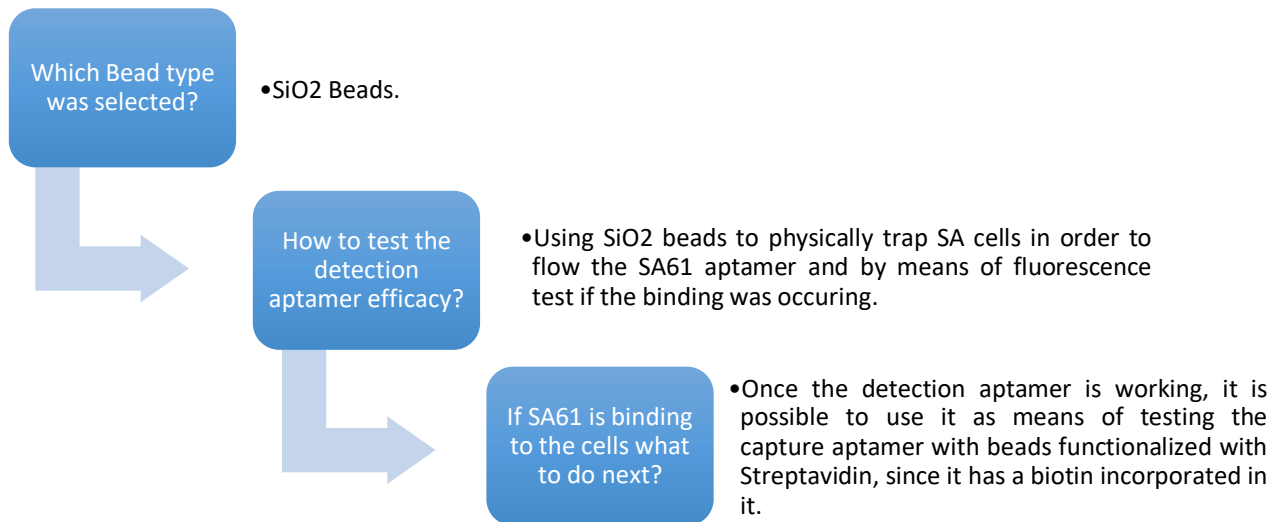 Which Bead type
was selected?
•SiO2 Beads.
How to test the
detection
aptamer efficacy?
•Using SiO2 beads to physically trap SA cells in order to
flow the SA61 aptamer and by means of fluorescence
test if the binding was occuring.
If SA61 is binding
to the cells what
to do next?
•Once the detection aptamer is working, it is
possible to use it as means of testing the
capture aptamer with beads functionalized with
Streptavidin, since it has a biotin incorporated in
it.